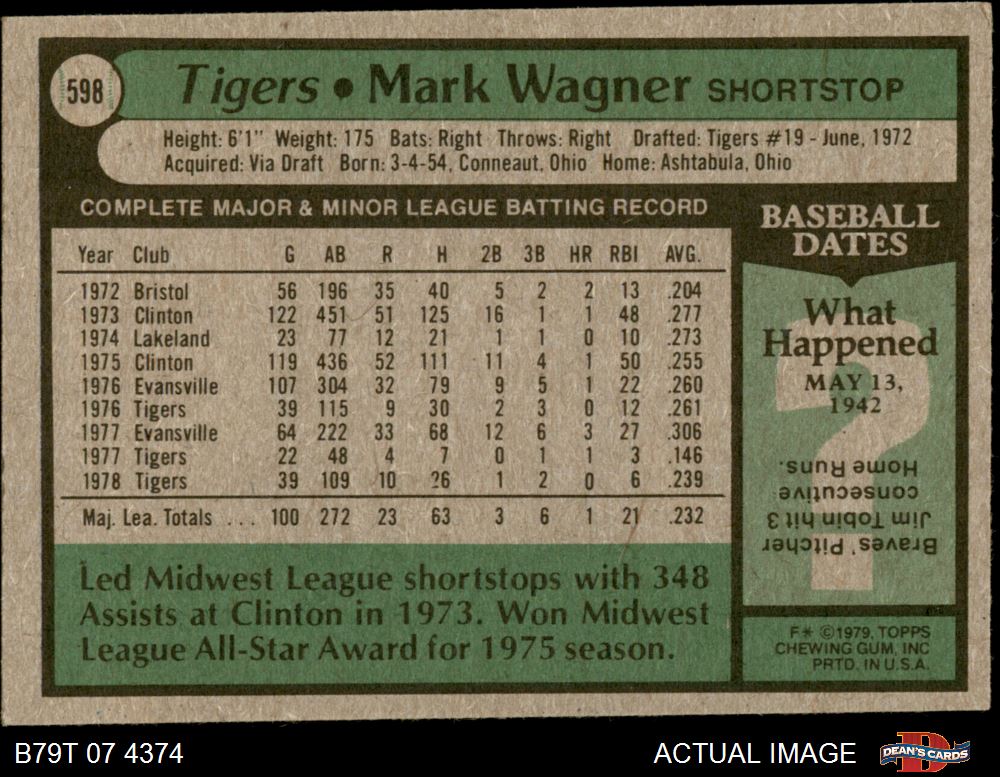 598
Tigers • Mark Wagner SHORTSTOP
Height: 6'1" Weight: 175 Bats: Right Throws: Right Drafted: Tigers #19 - June, 1972
Acquired: Via Draft Born: 3-4-54, Conneaut, Ohio Home: Ashtabula, Ohio
COMPLETE MAJOR & MINOR LEAGUE BATTING RECORD
Year Club G AB R H 2B 3B HR RBI AVG.
1972 Bristol 56 196 35 40 5 2 2 13 .204
1973 Clinton 122 451 51 125 16 1 1 48 .277
1974 Lakeland 23 77 12 21 1 1 0 10 .273
1975 Clinton 119 436 52 111 11 4 1 50 .255
1976 Evansville 107 304 32 79 9 5 1 22 .260
1976 Tigers 39 115 9 30 2 3 0 12 .261
1977 Evansville 64 222 33 68 12 6 3 27 .306
1977 Tigers 22 48 4 7 0 1 1 3 .146
1978 Tigers 39 109 10 26 1 2 0 6 .239
Maj. Lea. Totals ... 100 272 23 63 3 6 1 21 .232
Led Midwest League shortstops with 348
Assists at Clinton in 1973. Won Midwest
League All-Star Award for 1975 season.
BASEBALL
DATES
What
Happened
MAY 13,
1942
?
Braves' Pitcher
Jim Tobin hit 3
consecutive
Home Runs.
F* ©1979, TOPPS
CHEWING GUM, INC
PRTD. IN U.S.A.
B79T 07 4374
ACTUAL IMAGE
D
DEAN'S CARDS